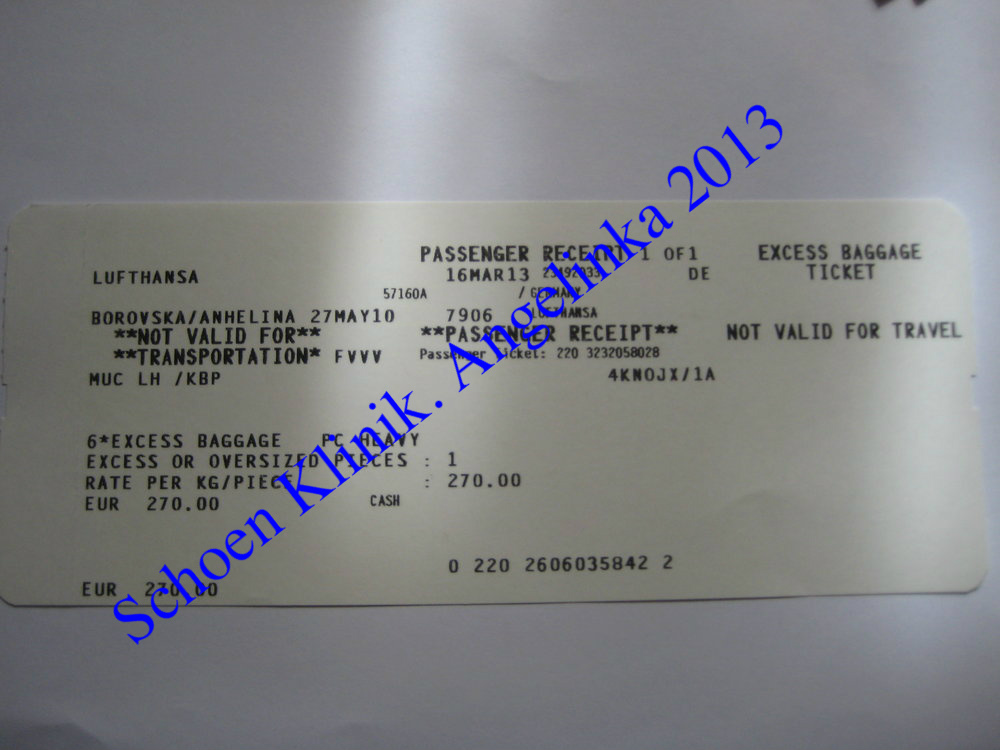 PASSENGER RECEIPT 1 OF1 EXCESS BAGGAGE
LUFTHANSA 16MAR13 DE TICKET
57160A / GERMANY
BOROVSKA/ANHELINA 27MAY10 7906 LUFTHANSA
**NOT VALID FOR** **PASSENGER RECEIPT** NOT VALID FOR TRAVEL
**TRANSPORTATION* FVVV Passenger Ticket: 220 3232058028
MUC LH /KBP 4KNOJX/1A
6*EXCESS BAGGAGE PC HEAVY
EXCESS OR OVERSIZED PIECES : 1
RATE PER KG/PIECE : 270.00
EUR 270.00 CASH
0 220 2606035842 2
EUR 270.00
Schoen Klinik. Angelinka 2013